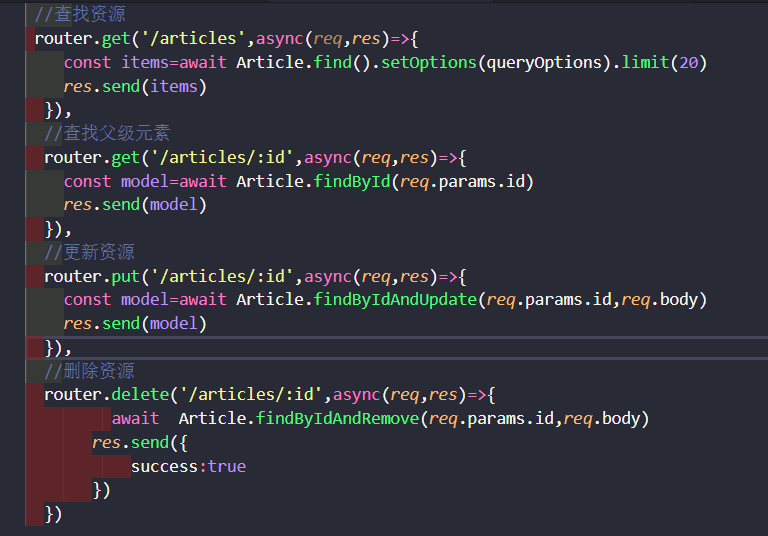 //查找资源
router.get('/articles',async(req,res)=>{
const items=await Article.find().setOptions(queryOptions).limit(20)
res.send(items)
}),
//查找父级元素
router.get('/articles/:id',async(req,res)=>{
const model=await Article.findById(req.params.id)
res.send(model)
}),
//更新资源
router.put('/articles/:id',async(req,res)=>{
const model=await Article.findByIdAndUpdate(req.params.id,req.body)
res.send(model)
}),
//删除资源
router.delete('/articles/:id',async(req,res)=>{
await  Article.findByIdAndRemove(req.params.id,req.body)
res.send({
success:true
})
})